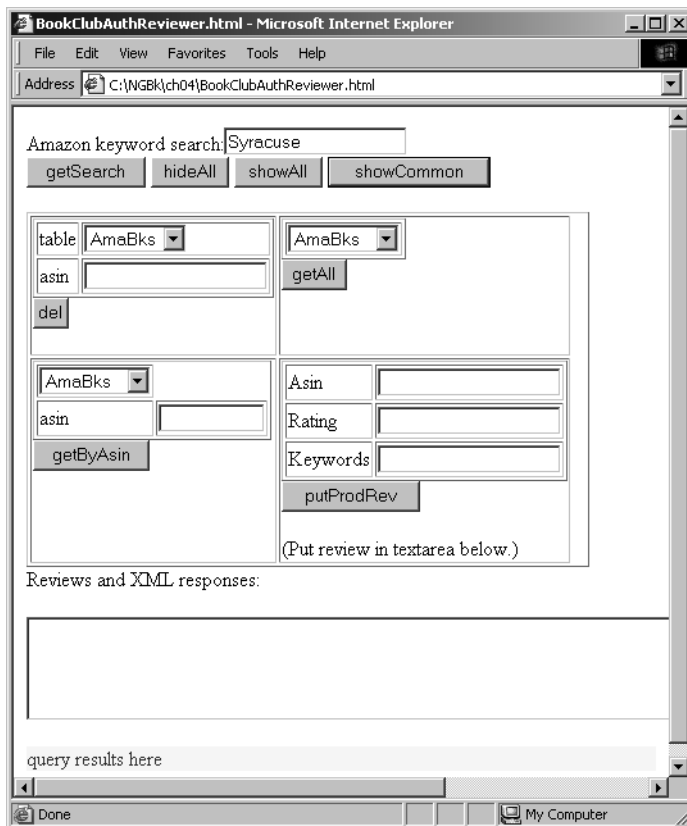 BookClubAuthReviewer.html - Microsoft Internet Explorer
File Edit View Favorites Tools Help
Address C:\NGBk\ch04\BookClubAuthReviewer.html
Amazon keyword search: Syracuse
getSearch hideAll showAll showCommon
table AmaBks
asin
del
AmaBks
getAll
AmaBks
asin
getByAsin
Asin
Rating
Keywords
putProdRev
(Put review in textarea below.)
Reviews and XML responses:
query results here
Done My Computer